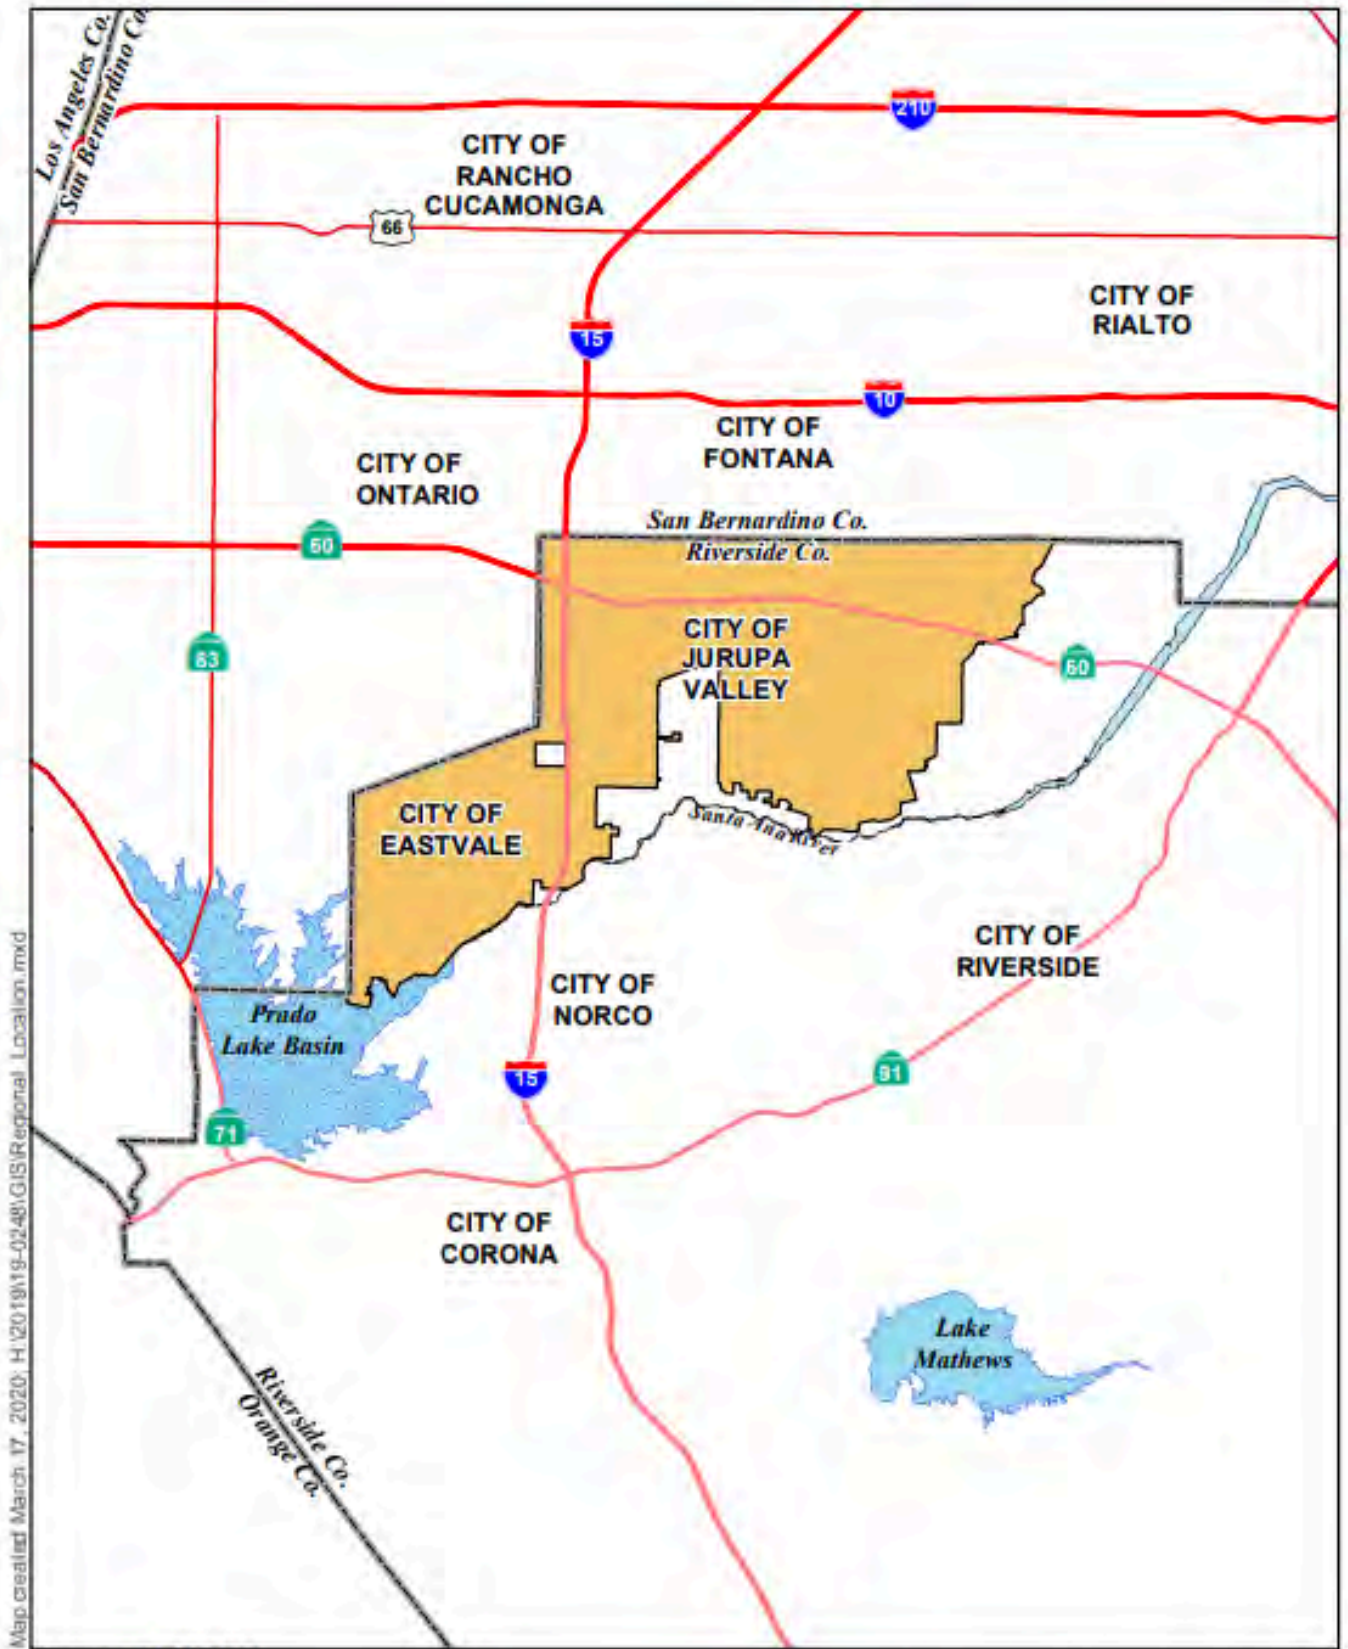 Los Angeles Co.
San Bernardino Co.
210
CITY OF
RANCHO
CUCAMONGA
66
CITY OF
RIALTO
15
10
CITY OF
FONTANA
CITY OF
ONTARIO
San Bernardino Co.
Riverside Co.
60
CITY OF
JURUPA
VALLEY
83
60
CITY OF
EASTVALE
Santa Ana River
CITY OF
RIVERSIDE
CITY OF
NORCO
Prado
Lake Basin
15
91
71
CITY OF
CORONA
Lake
Mathews
Riverside Co.
Orange Co.
Map created March 17, 2020; H:\2019\19-0248\GIS\Regional_Location.mxd